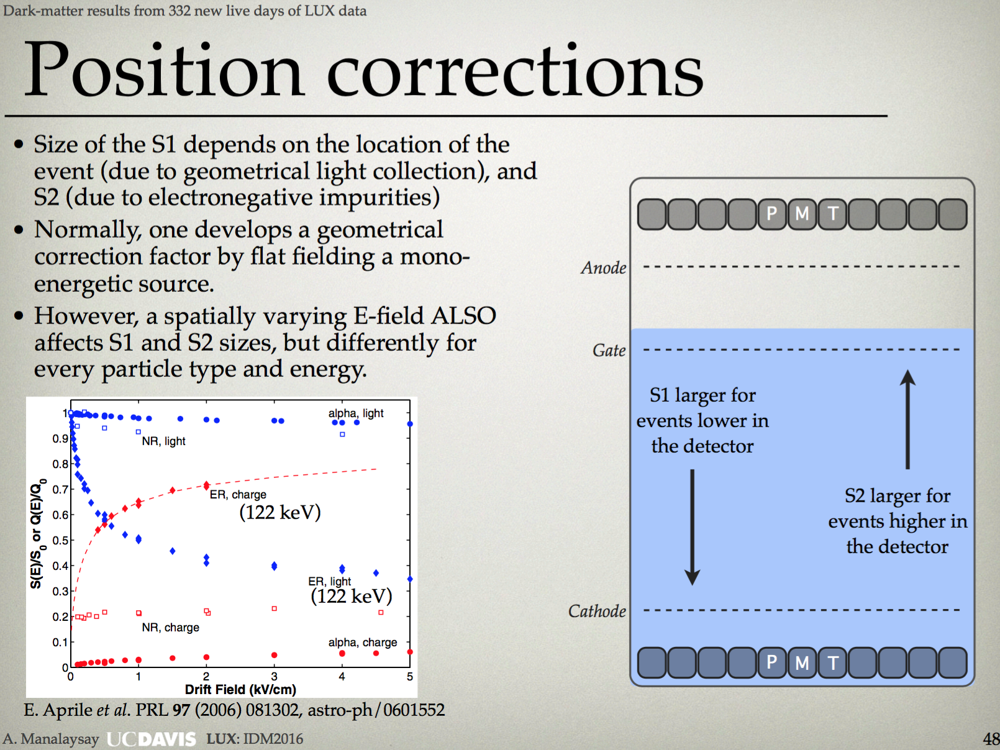 Dark-matter results from 332 new live days of LUX data
Position corrections
• Size of the S1 depends on the location of the
event (due to geometrical light collection), and
S2 (due to electronegative impurities)
• Normally, one develops a geometrical
correction factor by flat fielding a mono-
energetic source.
• However, a spatially varying E-field ALSO
affects S1 and S2 sizes, but differently for
every particle type and energy.
S(E)/S0 or Q(E)/Q0
1
0.9
0.8
0.7
0.6
0.5
0.4
0.3
0.2
0.1
0
alpha, light
NR, light
ER, charge
(122 keV)
ER, light
(122 keV)
NR, charge
alpha, charge
0 1 2 3 4 5
Drift Field (kV/cm)
E. Aprile et al. PRL 97 (2006) 081302, astro-ph/0601552
P M T
Anode
Gate
S1 larger for
events lower in
the detector
S2 larger for
events higher in
the detector
Cathode
P M T
A. Manalaysay UCDAVIS LUX: IDM2016
48